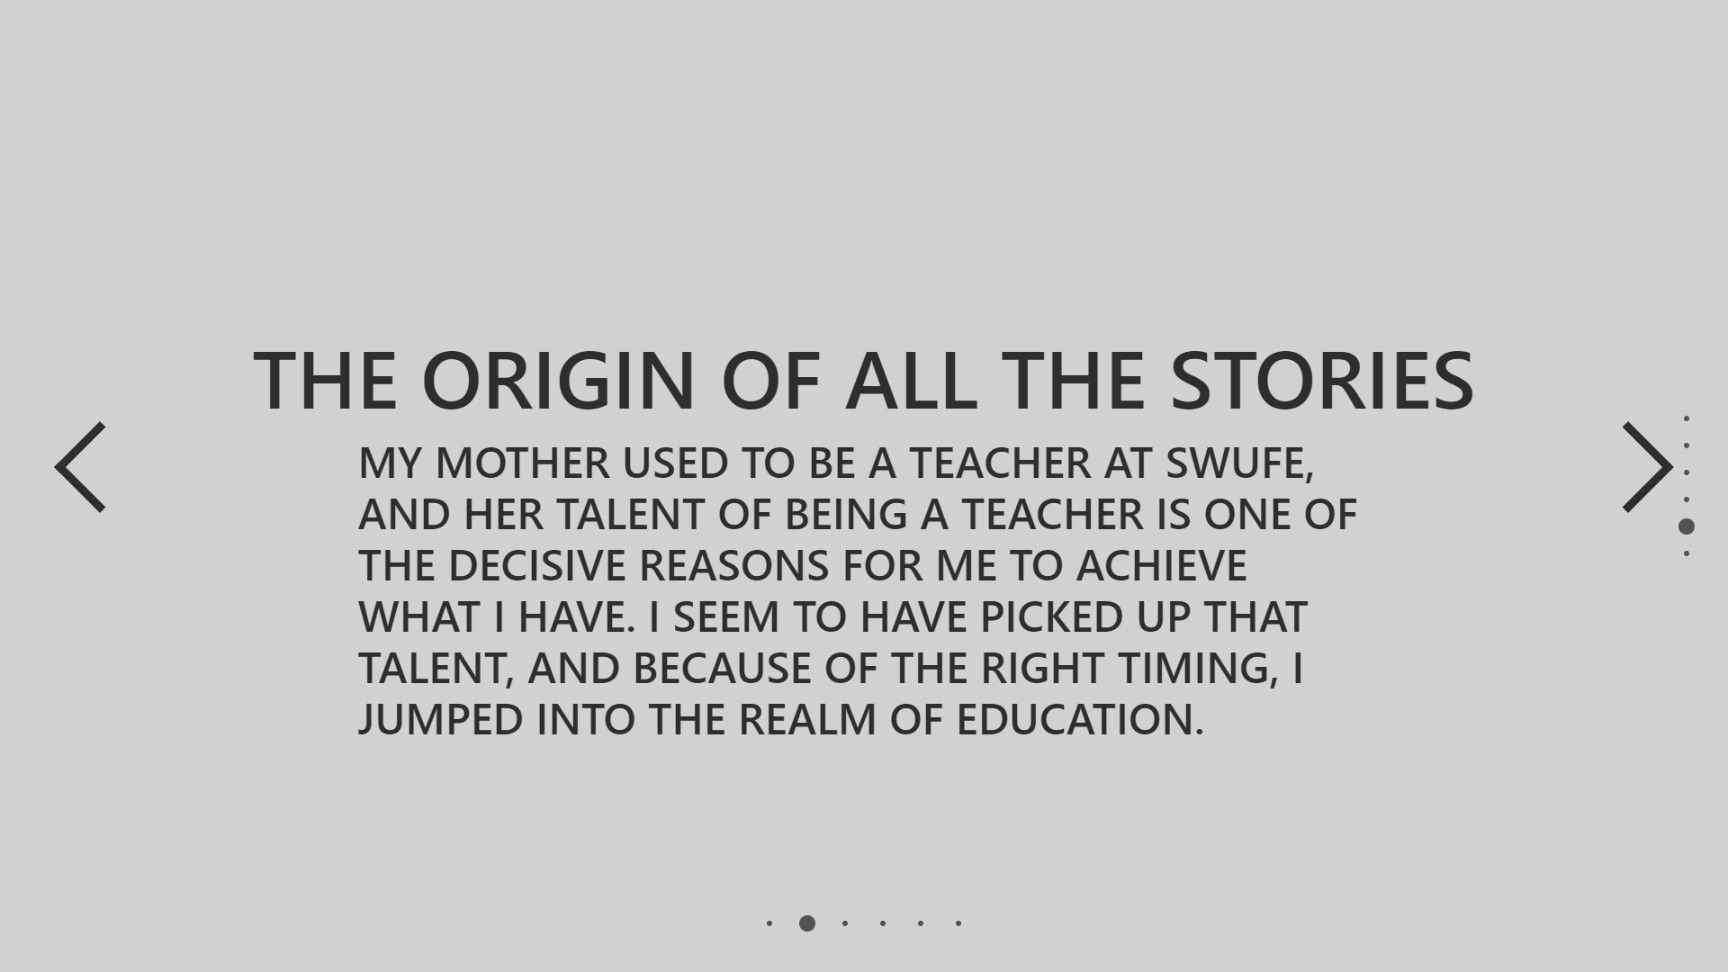 THE ORIGIN OF ALL THE STORIES
MY MOTHER USED TO BE A TEACHER AT SWUFE,
AND HER TALENT OF BEING A TEACHER IS ONE OF
THE DECISIVE REASONS FOR ME TO ACHIEVE
WHAT I HAVE. I SEEM TO HAVE PICKED UP THAT
TALENT, AND BECAUSE OF THE RIGHT TIMING, I
JUMPED INTO THE REALM OF EDUCATION.